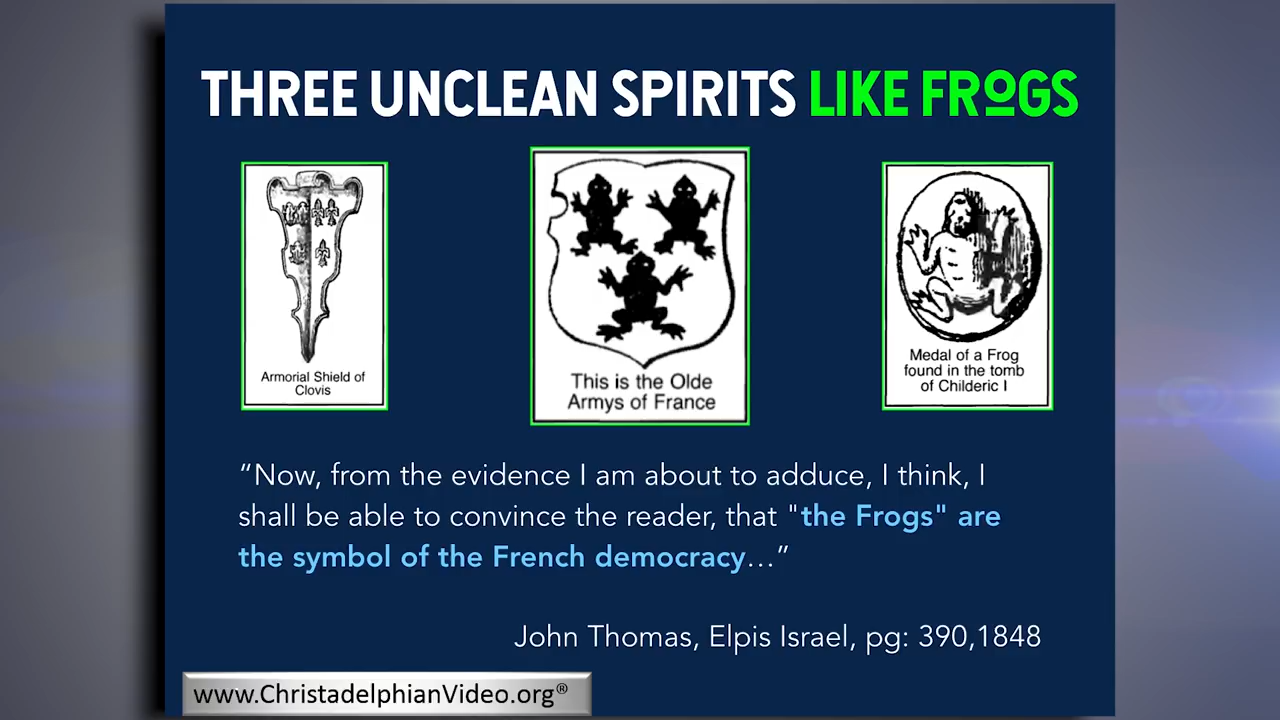 THREE UNCLEAN SPIRITS LIKE FROGS
Armorial Shield of
Clovis
This is the Olde
Armys of France
Medal of a Frog
found in the tomb
of Childeric I
“Now, from the evidence I am about to adduce, I think, I
shall be able to convince the reader, that "the Frogs" are
the symbol of the French democracy…”
John Thomas, Elpis Israel, pg: 390,1848
www.ChristadelphianVideo.org®